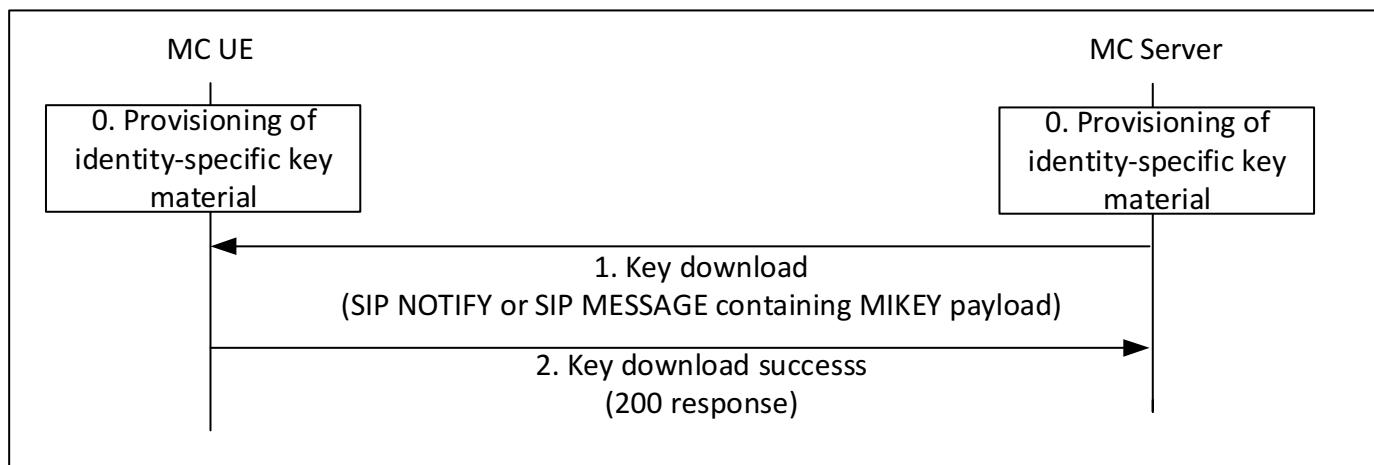 MC UE
MC Server
0. Provisioning of
identity-specific key
material
0. Provisioning of
identity-specific key
material
1. Key download
(SIP NOTIFY or SIP MESSAGE containing MIKEY payload)
2. Key download successs
(200 response)